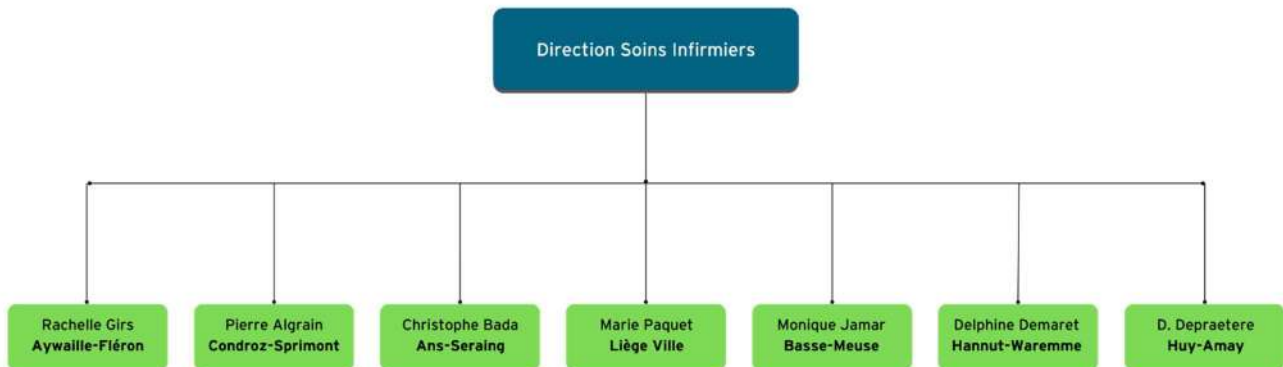 Direction Soins Infirmiers
Rachelle Girs
Aywaille-Fléron
Pierre Algrain
Condroz-Sprimont
Christophe Bada
Ans-Seraing
Marie Paquet
Liège Ville
Monique Jamar
Basse-Meuse
Delphine Demaret
Hannut-Waremme
D. Depraetere
Huy-Amay